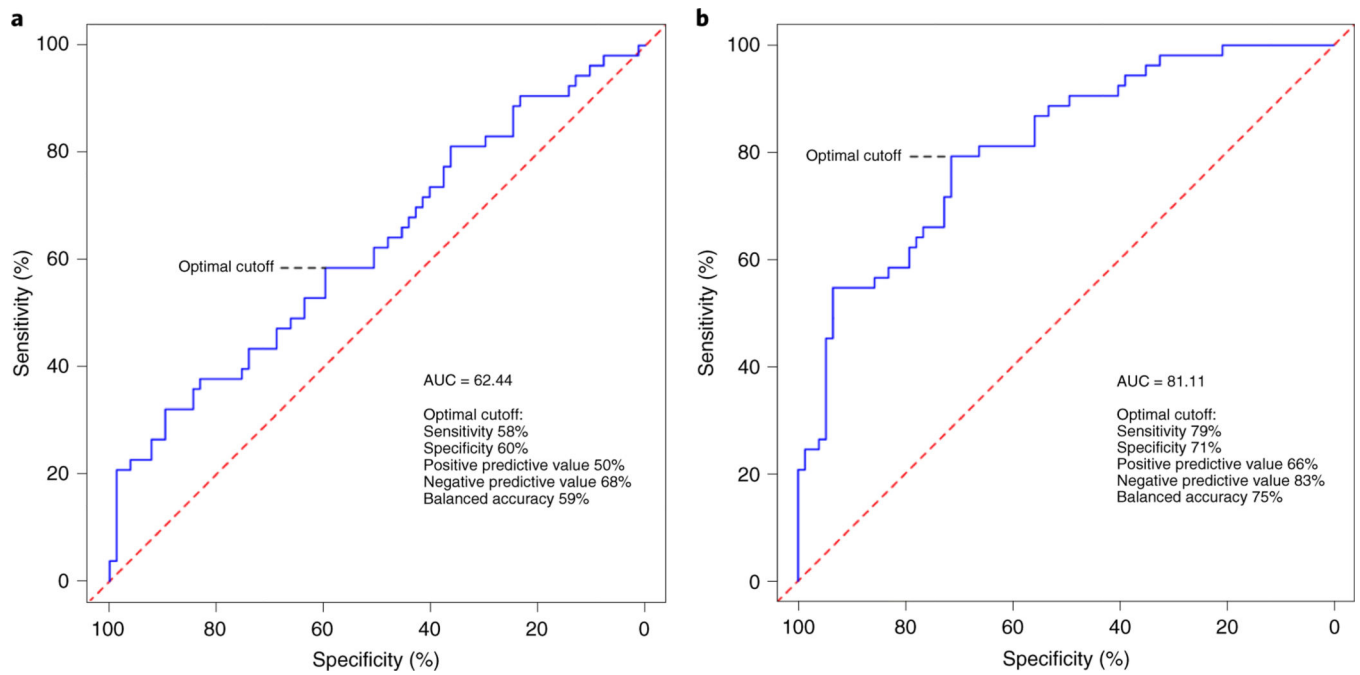 a
100
80
60
40
20
0
Sensitivity (%)
Optimal cutoff
AUC = 62.44
Optimal cutoff:
Sensitivity 58%
Specificity 60%
Positive predictive value 50%
Negative predictive value 68%
Balanced accuracy 59%
100 80 60 40 20 0
Specificity (%)
b
100
80
60
40
20
0
Sensitivity (%)
Optimal cutoff
AUC = 81.11
Optimal cutoff:
Sensitivity 79%
Specificity 71%
Positive predictive value 66%
Negative predictive value 83%
Balanced accuracy 75%
100 80 60 40 20 0
Specificity (%)